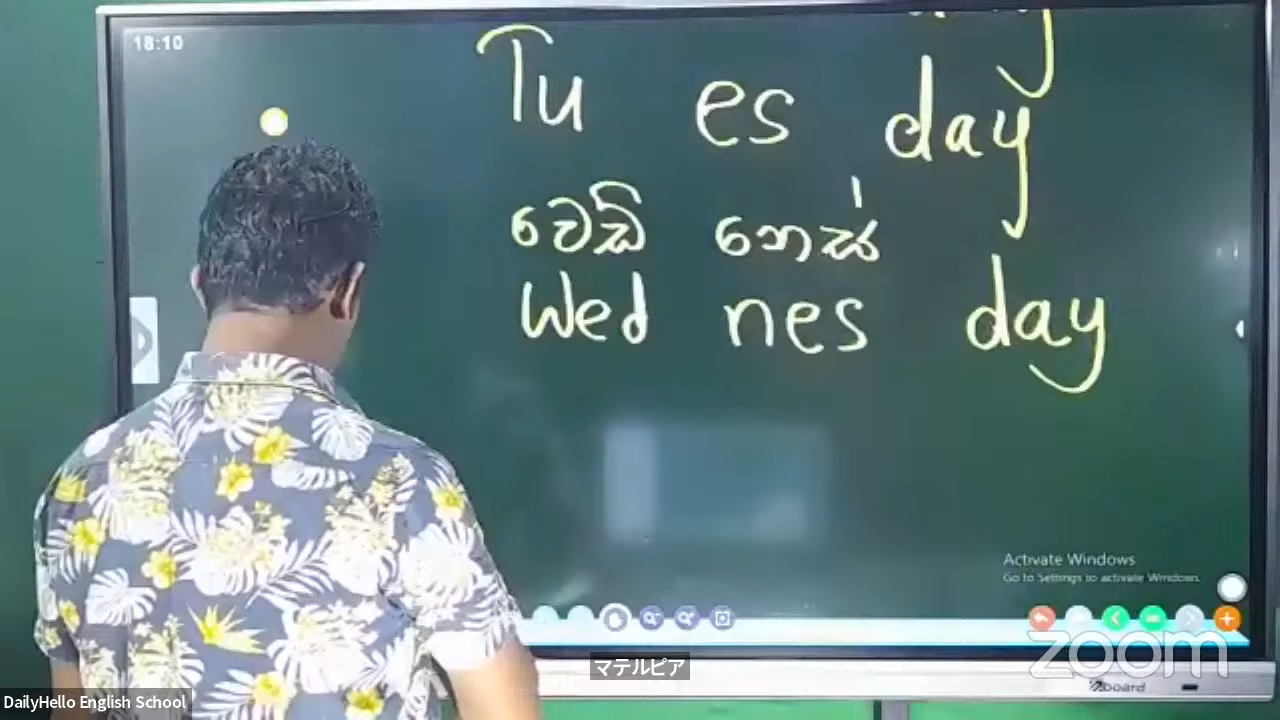 18:10
Tu es day
වෙඩ් නෙස්
Wed nes day
Activate Windows
Go to Settings to activate Windows.
zoom
マテルピア
board
DailyHello English School